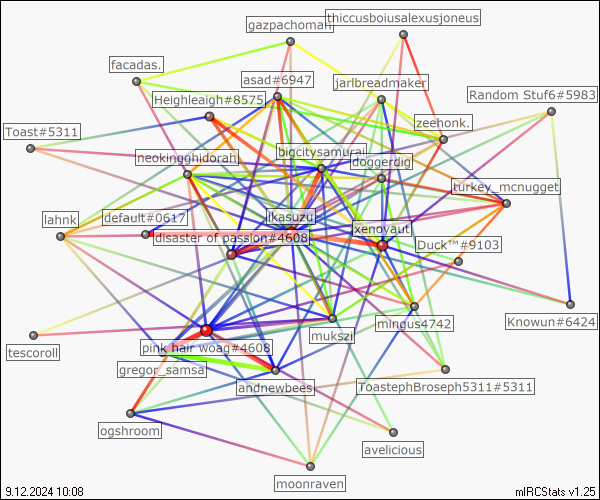 thiccusboiusalexusjoneus
gazpachoman
facadas.
asad#6947
jarlbreadmaker
Random Stuf6#5983
Heighleaigh#8575
zeehonk.
Toast#5311
bigcitysamurai
neokingghidorah
doggerdig
turkey_mcnugget
lahnk
default#0617
ikasuzu
xenoyaut
disaster of passion#4608
Duck™#9103
Knowun#6424
mingus4742
mukszi
tescoroll
pink hair woag#4608
gregor_samsa
andnewbees
ToastephBroseph5311#5311
ogshroom
avelicious
moonraven
9.12.2024 10:08
mIRCStats v1.25